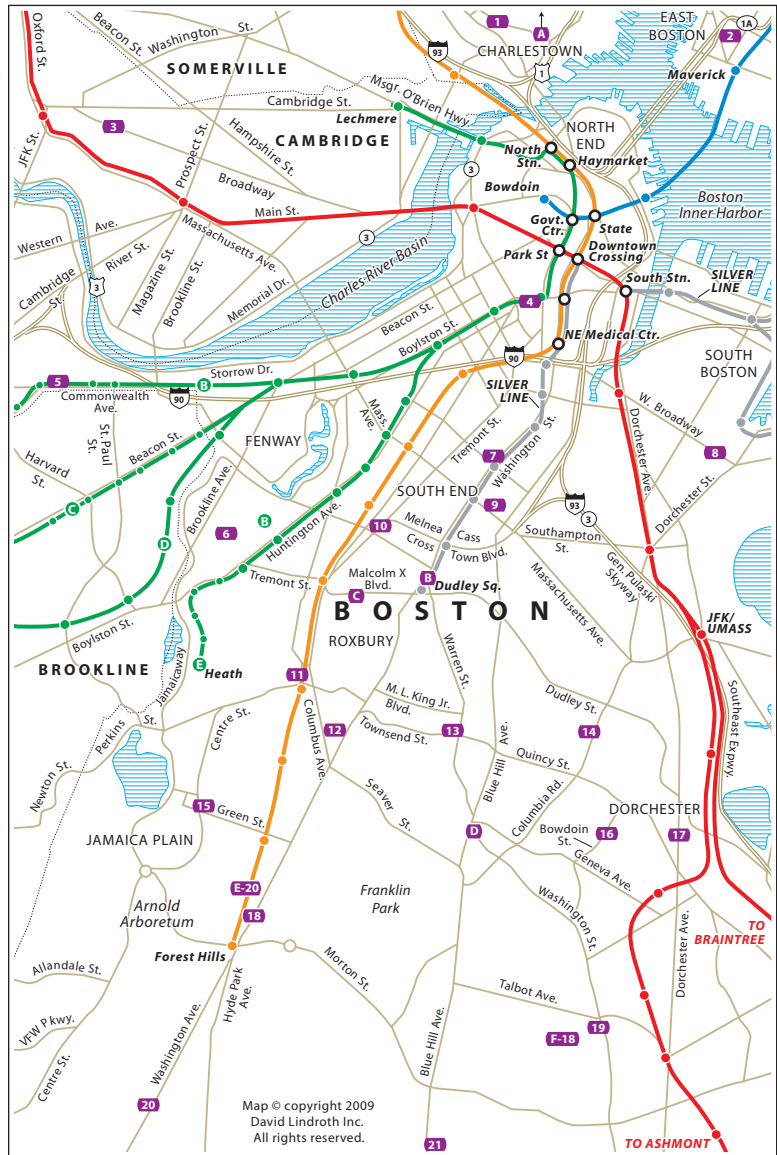 Oxford St.
Beacon St.
Washington St.
SOMERVILLE
93
1
A
CHARLESTOWN
1
EAST
BOSTON
2
1A
Maverick
Msgr. O'Brien Hwy.
Cambridge St.
Lechmere
JFK St.
3
Prospect St.
Hampshire St.
CAMBRIDGE
NORTH
END
North
Stn.
Haymarket
3
Broadway
Bowdoin
Boston
Inner Harbor
Main St.
Govt.
Ctr.
State
3
Western Ave.
River St.
Massachusetts Ave.
Park St
Downtown
Crossing
Charles River Basin
Cambridge
St.
3
Magazine St.
Brookline St.
Memorial Dr.
South Stn.
SILVER
LINE
Beacon St.
4
Boylston St.
NE Medical Ctr.
90
SOUTH
BOSTON
Storrow Dr.
5
B
90
Commonwealth
Ave.
SILVER
LINE
Mass.
Ave.
W. Broadway
St. Paul
St.
Beacon St.
FENWAY
Tremont St.
Washington St.
Dorchester Ave.
8
Harvard
St.
7
Brookline Ave.
SOUTH END
9
Dorchester St.
C
B
93
3
6
Huntington Ave.
10
Melnea
Cass
Cross
Town Blvd.
Southampton
St.
D
Gen. Pulaski
Skyway
Tremont St.
Malcolm X
Blvd.
B
Dudley Sq.
C
Massachusetts Ave.
BOSTON
JFK/
UMASS
Boylston St.
ROXBURY
BROOKLINE
Jamaicaway
E
Heath
Warren St.
11
Southeast Expwy.
M. L. King Jr.
Blvd.
Dudley St.
Perkins
St.
Centre St.
Columbus Ave.
12
Townsend St.
13
14
Newton St.
Blue Hill Ave.
Quincy St.
Seaver
St.
Columbia Rd.
15
Green St.
DORCHESTER
JAMAICA PLAIN
D
Bowdoin
St.
16
17
Geneva Ave.
E-20
Franklin
Park
Arnold
Arboretum
18
Washington St.
TO
BRAINTREE
Forest Hills
Dorchester Ave.
Allandale St.
Morton St.
Hyde Park
Ave.
Talbot Ave.
VFW Pkwy.
19
F-18
Centre St.
Washington Ave.
Blue Hill Ave.
20
Map © copyright 2009
David Lindroth Inc.
All rights reserved.
21
TO ASHMONT